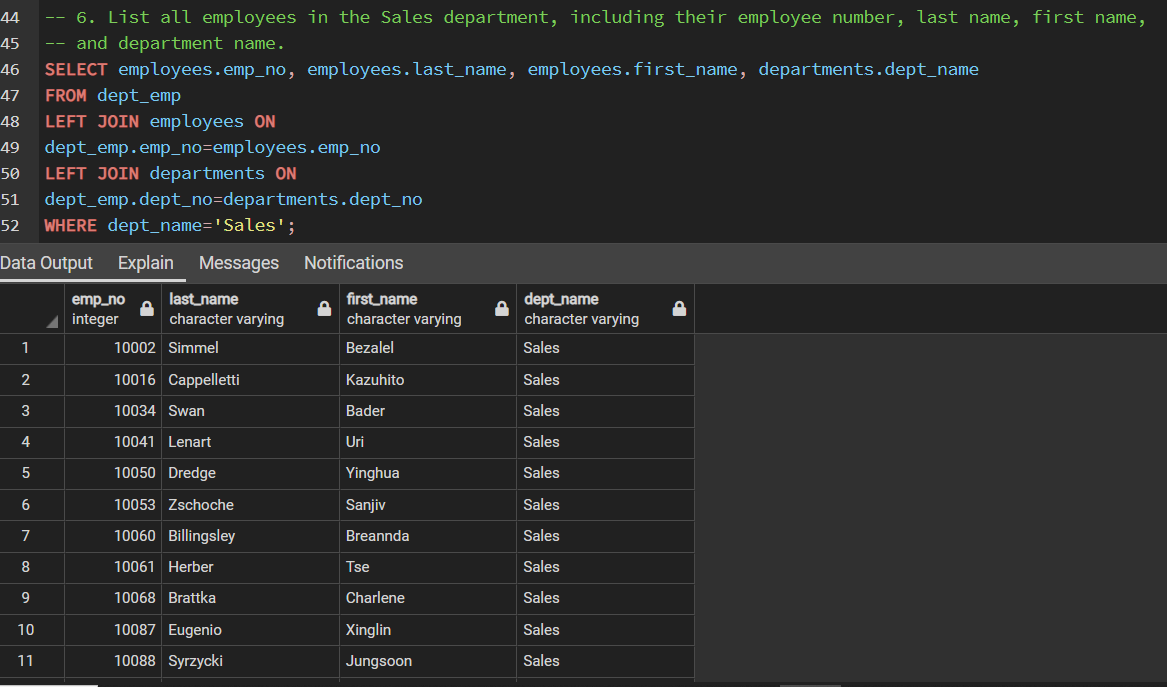 44 -- 6. List all employees in the Sales department, including their employee number, last name, first name,
45 -- and department name.
46 SELECT employees.emp_no, employees.last_name, employees.first_name, departments.dept_name
47 FROM dept_emp
48 LEFT JOIN employees ON
49 dept_emp.emp_no=employees.emp_no
50 LEFT JOIN departments ON
51 dept_emp.dept_no=departments.dept_no
52 WHERE dept_name='Sales';
Data Output Explain Messages Notifications
emp_no last_name first_name dept_name
integer character varying character varying character varying
1 10002 Simmel Bezalel Sales
2 10016 Cappelletti Kazuhito Sales
3 10034 Swan Bader Sales
4 10041 Lenart Uri Sales
5 10050 Dredge Yinghua Sales
6 10053 Zschoche Sanjiv Sales
7 10060 Billingsley Breannda Sales
8 10061 Herber Tse Sales
9 10068 Brattka Charlene Sales
10 10087 Eugenio Xinglin Sales
11 10088 Syrzycki Jungsoon Sales